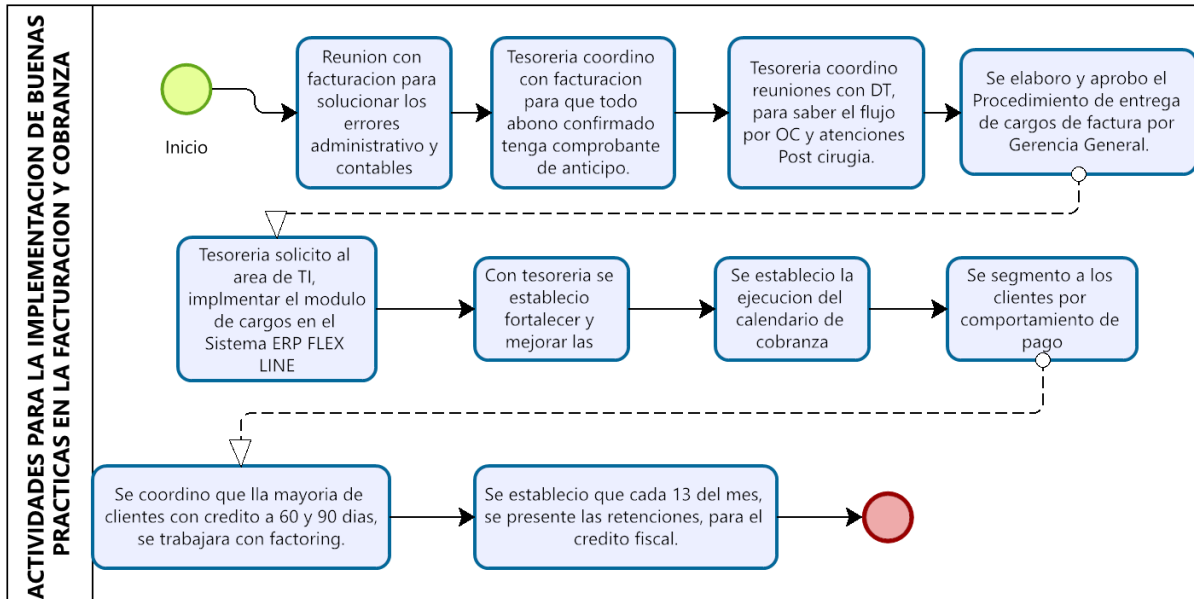 ACTIVIDADES PARA LA IMPLEMENTACION DE BUENAS
PRACTICAS EN LA FACTURACION Y COBRANZA
Inicio
Reunion con
facturacion para
solucionar los
errores
administrativo y
contables
Tesoreria coordino
con facturacion
para que todo
abono confirmado
tenga comprobante
de anticipo.
Tesoreria coordino
reuniones con DT,
para saber el flujo
por OC y atenciones
Post cirugia.
Se elaboro y aprobo el
Procedimiento de entrega
de cargos de factura por
Gerencia General.
Tesoreria solicito al
area de TI,
implmentar el modulo
de cargos en el
Sistema ERP FLEX
LINE
Con tesoreria se
establecio
fortalecer y
mejorar las
Se establecio la
ejecucion del
calendario de
cobranza
Se segmento a los
clientes por
comportamiento de
pago
Se coordino que lla mayoria de
clientes con credito a 60 y 90 dias,
se trabajara con factoring.
Se establecio que cada 13 del mes,
se presente las retenciones, para el
credito fiscal.